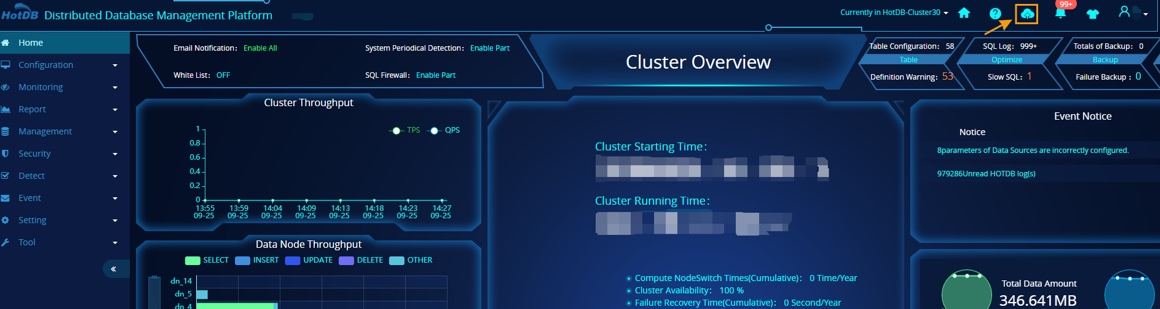 HotDB Distributed Database Management Platform
Currently in HotDB-Cluster30
99+
Home
Configuration
Monitoring
Report
Management
Security
Detect
Event
Setting
Tool
«
Email Notification: Enable All
System Periodical Detection: Enable Part
White List: OFF
SQL Firewall: Enable Part
Cluster Overview
Table Configuration: 58
Table
Definition Warning: 53
SQL Log: 999+
Optimize
Slow SQL: 1
Totals of Backup: 0
Backup
Failure Backup : 0
Cluster Throughput
TPS QPS
1
0.8
0.6
0.4
0.2
0
13:55 13:59 14:04 14:09 14:13 14:18 14:23 14:27
09-25 09-25 09-25 09-25 09-25 09-25 09-25 09-25
Data Node Throughput
SELECT INSERT UPDATE DELETE OTHER
dn_14
dn_5
dn_4
Cluster Starting Time:
Cluster Running Time:
Compute NodeSwitch Times(Cumulative): 0 Time/Year
Cluster Availability: 100 %
Failure Recovery Time(Cumulative): 0 Second/Year
Event Notice
Notice
8parameters of Data Sources are incorrectly configured.
979286Unread HOTDB log(s)
Total Data Amount
346.641MB